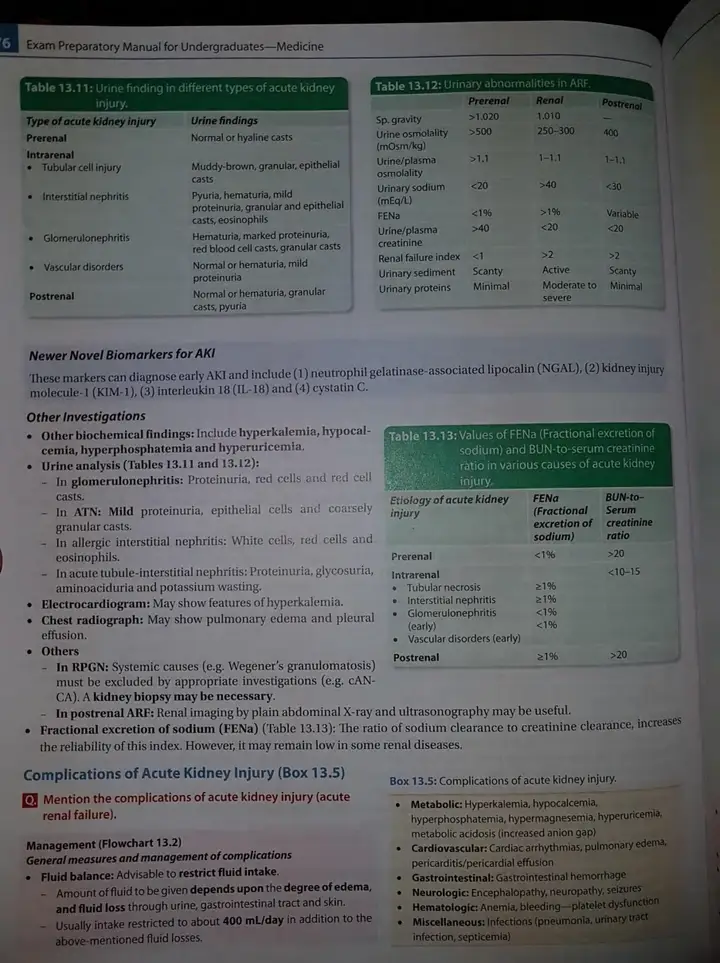 76 Exam Preparatory Manual for Undergraduates—Medicine
Table 13.11: Urine finding in different types of acute kidney
injury.
Type of acute kidney injury Urine findings
Prerenal Normal or hyaline casts
Intrarenal
• Tubular cell injury Muddy-brown, granular, epithelial
casts
• Interstitial nephritis Pyuria, hematuria, mild
proteinuria, granular and epithelial
casts, eosinophils
• Glomerulonephritis Hematuria, marked proteinuria,
red blood cell casts, granular casts
• Vascular disorders Normal or hematuria, mild
proteinuria
Postrenal Normal or hematuria, granular
casts, pyuria
Table 13.12: Urinary abnormalities in ARF.
Prerenal Renal Postrenal
Sp. gravity >1.020 1.010 —
Urine osmolality >500 250–300 400
(mOsm/kg)
Urine/plasma >1.1 1–1.1 1–1.1
osmolality
Urinary sodium <20 >40 <30
(mEq/L)
FENa <1% >1% Variable
Urine/plasma >40 <20 <20
creatinine
Renal failure index <1 >2 >2
Urinary sediment Scanty Active Scanty
Urinary proteins Minimal Moderate to Minimal
severe
Newer Novel Biomarkers for AKI
These markers can diagnose early AKI and include (1) neutrophil gelatinase-associated lipocalin (NGAL), (2) kidney injury
molecule-1 (KIM-1), (3) interleukin 18 (IL-18) and (4) cystatin C.
Other Investigations
• Other biochemical findings: Include hyperkalemia, hypocal-
cemia, hyperphosphatemia and hyperuricemia.
• Urine analysis (Tables 13.11 and 13.12):
– In glomerulonephritis: Proteinuria, red cells and red cell
casts.
– In ATN: Mild proteinuria, epithelial cells and coarsely
granular casts.
– In allergic interstitial nephritis: White cells, red cells and
eosinophils.
– In acute tubule-interstitial nephritis: Proteinuria, glycosuria,
aminoaciduria and potassium wasting.
• Electrocardiogram: May show features of hyperkalemia.
• Chest radiograph: May show pulmonary edema and pleural
effusion.
• Others
– In RPGN: Systemic causes (e.g. Wegener's granulomatosis)
must be excluded by appropriate investigations (e.g. cAN-
CA). A kidney biopsy may be necessary.
– In postrenal ARF: Renal imaging by plain abdominal X-ray and ultrasonography may be useful.
• Fractional excretion of sodium (FENa) (Table 13.13): The ratio of sodium clearance to creatinine clearance, increases
the reliability of this index. However, it may remain low in some renal diseases.
Table 13.13: Values of FENa (Fractional excretion of
sodium) and BUN-to-serum creatinine
ratio in various causes of acute kidney
injury.
Etiology of acute kidney FENa BUN-to-
injury (Fractional Serum
excretion of creatinine
sodium) ratio
Prerenal <1% >20
Intrarenal <10–15
• Tubular necrosis ≥1%
• Interstitial nephritis ≥1%
• Glomerulonephritis <1%
(early) <1%
• Vascular disorders (early)
Postrenal ≥1% >20
Complications of Acute Kidney Injury (Box 13.5)
Q. Mention the complications of acute kidney injury (acute
renal failure).
Management (Flowchart 13.2)
General measures and management of complications
• Fluid balance: Advisable to restrict fluid intake.
– Amount of fluid to be given depends upon the degree of edema,
and fluid loss through urine, gastrointestinal tract and skin.
– Usually intake restricted to about 400 mL/day in addition to the
above-mentioned fluid losses.
Box 13.5: Complications of acute kidney injury.
• Metabolic: Hyperkalemia, hypocalcemia,
hyperphosphatemia, hypermagnesemia, hyperuricemia,
metabolic acidosis (increased anion gap)
• Cardiovascular: Cardiac arrhythmias, pulmonary edema,
pericarditis/pericardial effusion
• Gastrointestinal: Gastrointestinal hemorrhage
• Neurologic: Encephalopathy, neuropathy, seizures
• Hematologic: Anemia, bleeding—platelet dysfunction
• Miscellaneous: Infections (pneumonia, urinary tract
infection, septicemia)